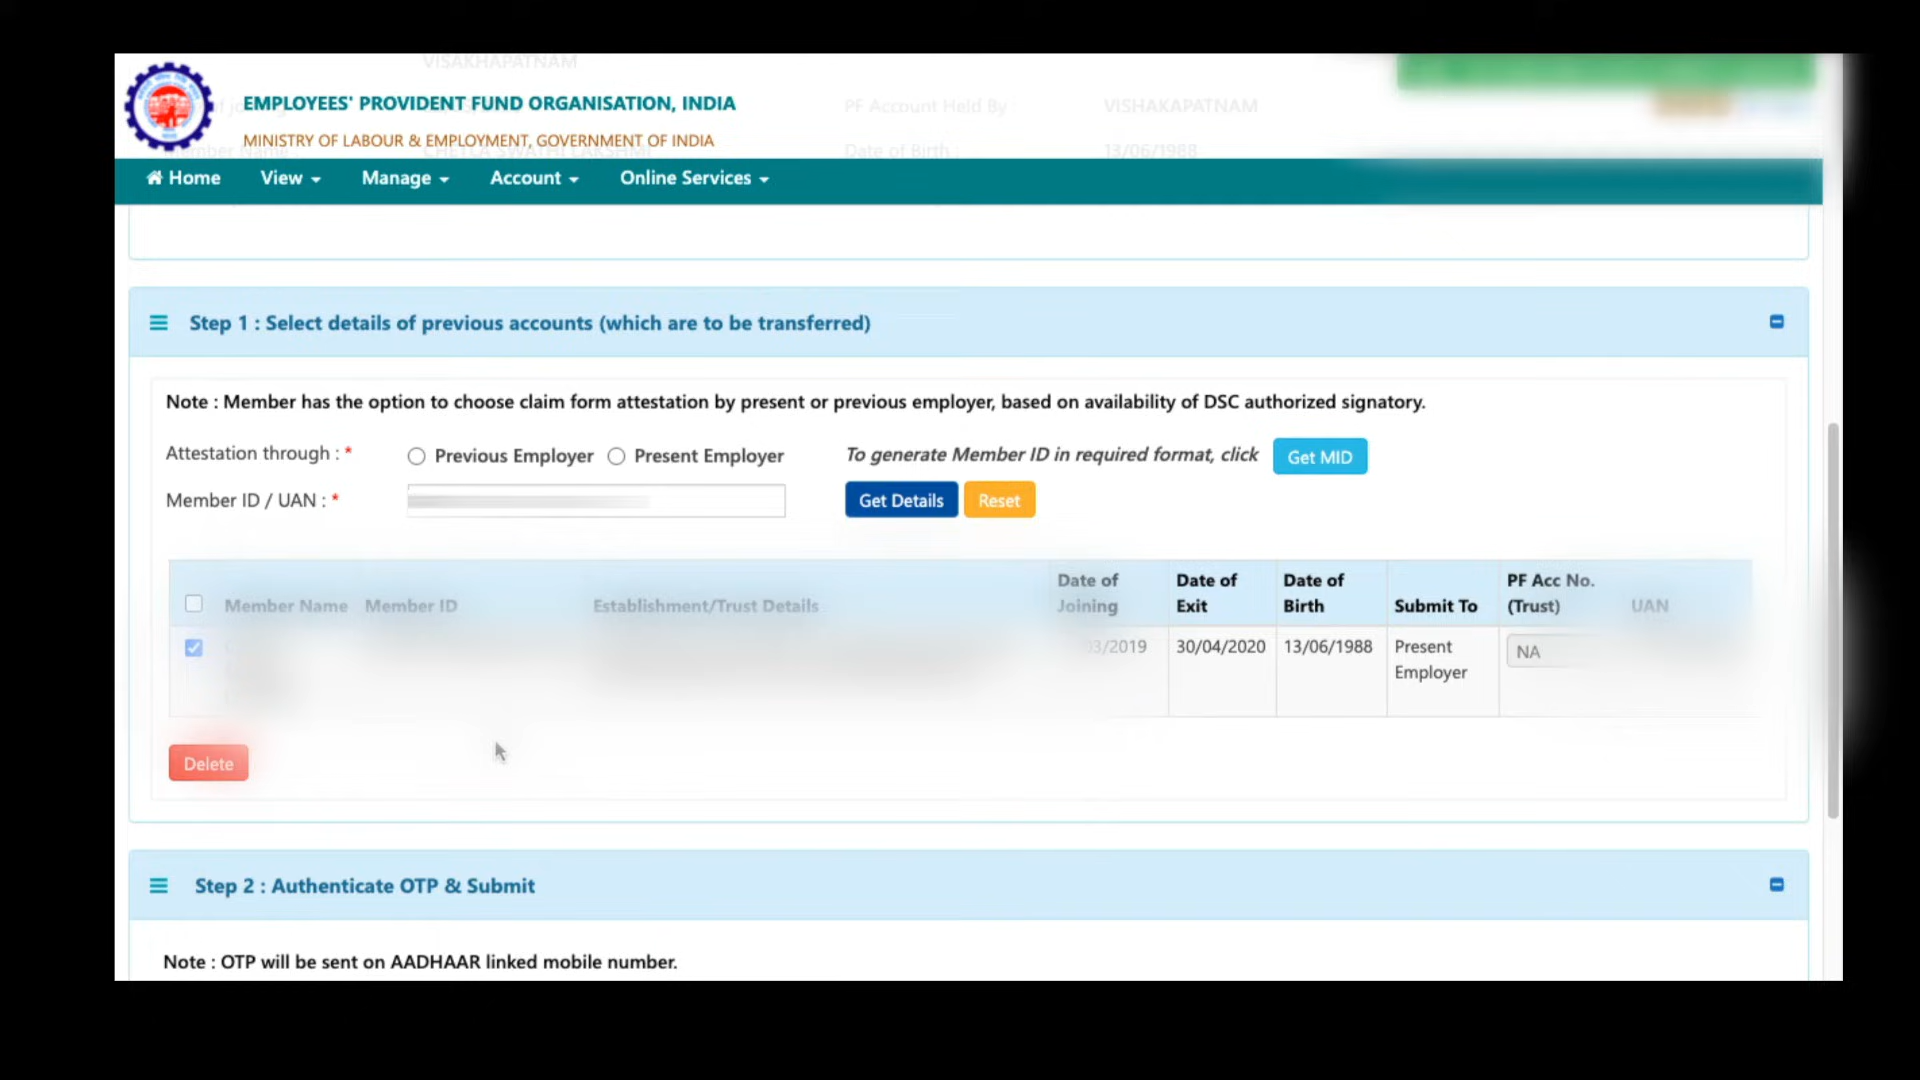 VISAKHAPATNAM
EMPLOYEES' PROVIDENT FUND ORGANISATION, INDIA
PF Account Held By
VISHAKAPATNAM
MINISTRY OF LABOUR & EMPLOYMENT, GOVERNMENT OF INDIA
Member Name :
Date of Birth :
13/06/1988
Home View Manage Account Online Services
Step 1 : Select details of previous accounts (which are to be transferred)
Note : Member has the option to choose claim form attestation by present or previous employer, based on availability of DSC authorized signatory.
Attestation through : * Previous Employer Present Employer To generate Member ID in required format, click Get MID
Member ID / UAN : * Get Details Reset
Member Name Member ID Establishment/Trust Details Date of Joining Date of Exit Date of Birth Submit To PF Acc No. (Trust) UAN
03/2019 30/04/2020 13/06/1988 Present Employer NA
Delete
Step 2 : Authenticate OTP & Submit
Note : OTP will be sent on AADHAAR linked mobile number.